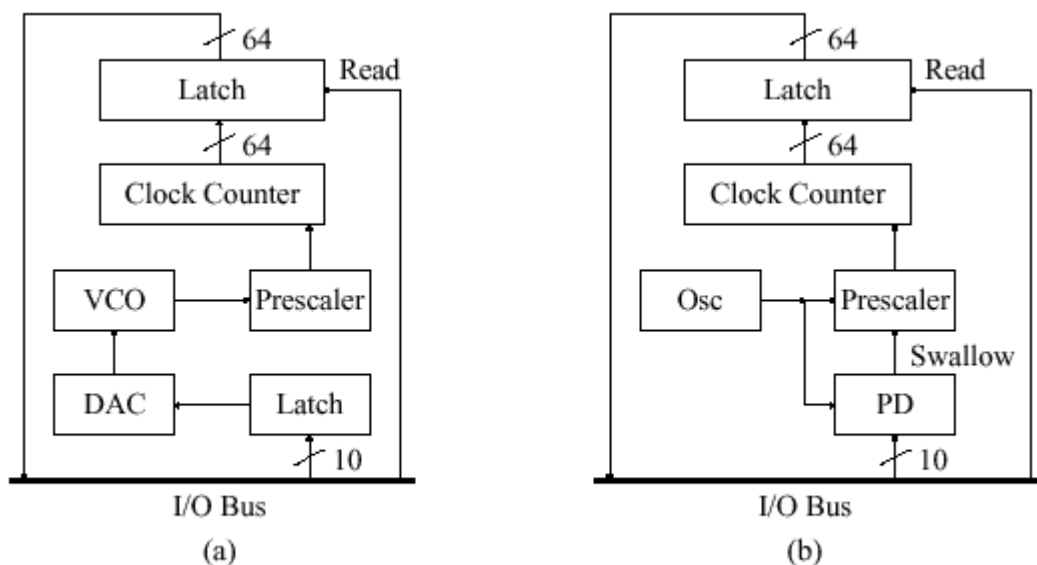 64
Read
Latch
64
Clock Counter
VCO
Prescaler
DAC
Latch
10
I/O Bus
(a)
64
Read
Latch
64
Clock Counter
Osc
Prescaler
Swallow
PD
10
I/O Bus
(b)